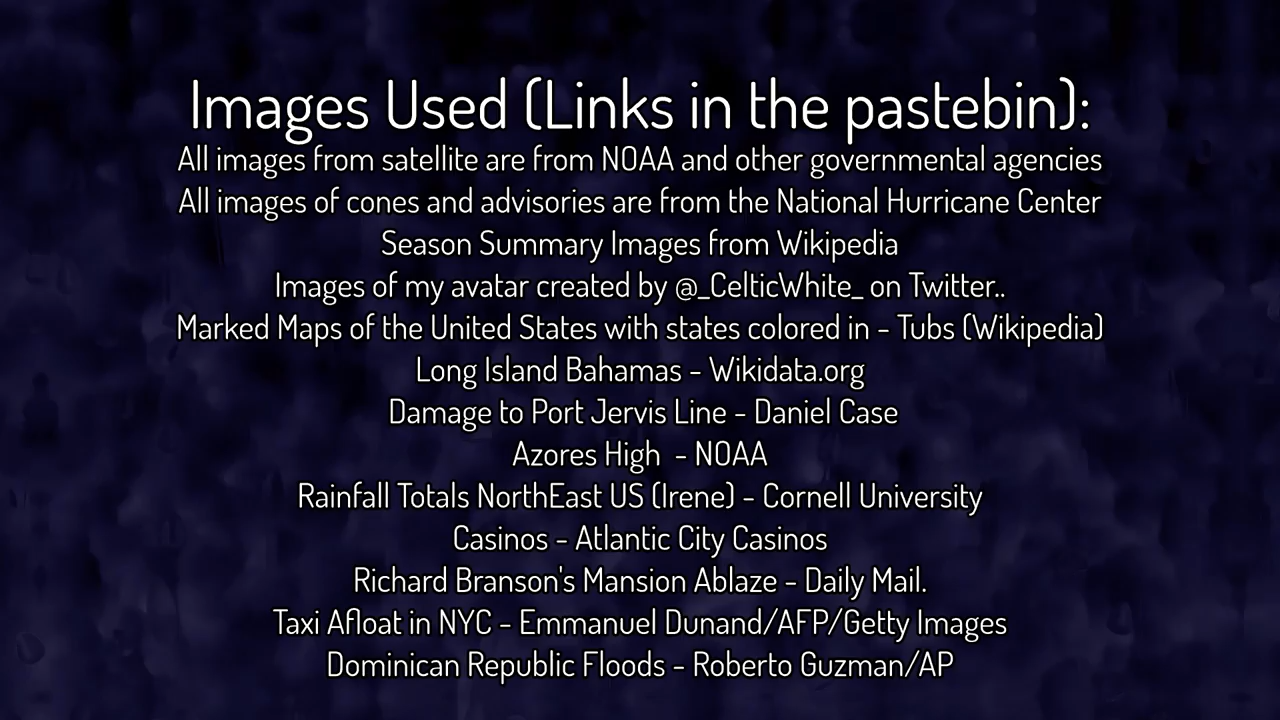 Images Used (Links in the pastebin):
All images from satellite are from NOAA and other governmental agencies
All images of cones and advisories are from the National Hurricane Center
Season Summary Images from Wikipedia
Images of my avatar created by @_CelticWhite_ on Twitter..
Marked Maps of the United States with states colored in - Tubs (Wikipedia)
Long Island Bahamas - Wikidata.org
Damage to Port Jervis Line - Daniel Case
Azores High  - NOAA
Rainfall Totals NorthEast US (Irene) - Cornell University
Casinos - Atlantic City Casinos
Richard Branson's Mansion Ablaze - Daily Mail.
Taxi Afloat in NYC - Emmanuel Dunand/AFP/Getty Images
Dominican Republic Floods - Roberto Guzman/AP